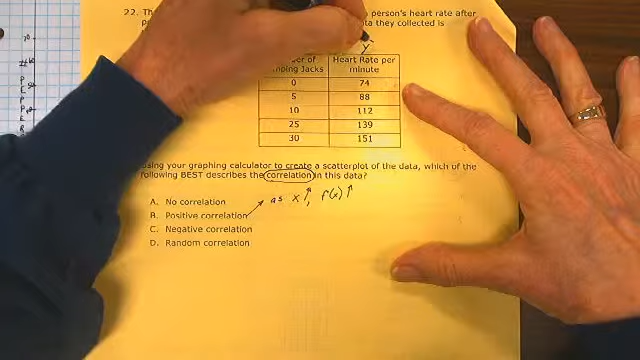 22. Th person's heart rate after
ta they collected is
Y
er of Heart Rate per
mping Jacks minute
0 74
5 88
10 112
25 139
30 151
sing your graphing calculator to create a scatterplot of the data, which of the
following BEST describes the correlation in this data?
A. No correlation
B. Positive correlation as x↑, f(x)↑
C. Negative correlation
D. Random correlation